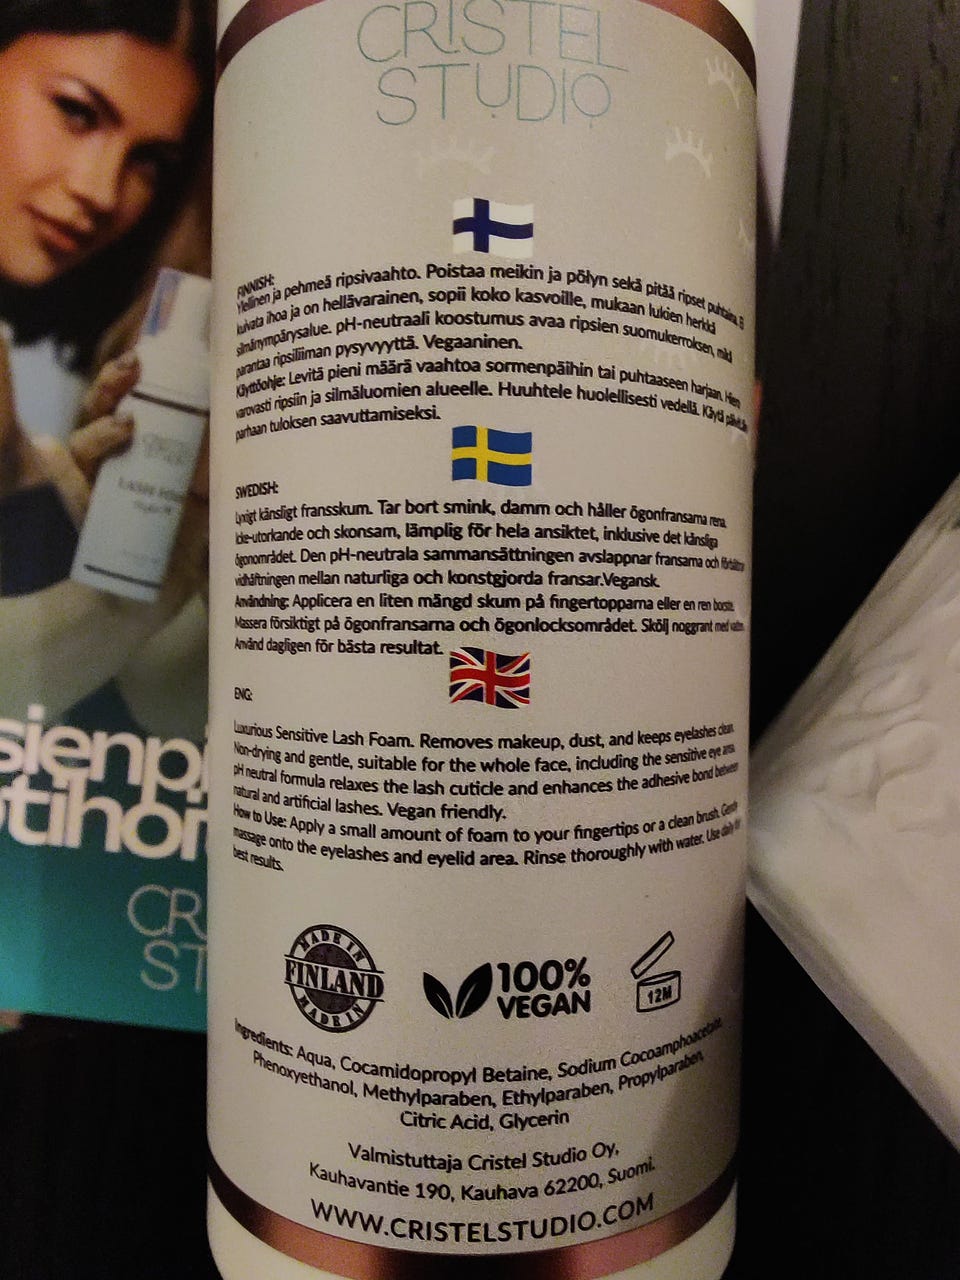 CRISTEL
STUDIO
FINNISH:
Ylellinen ja pehmeä ripsivaahto. Poistaa meikin ja pölyn sekä pitää ripset puhtaina. Ei
kuivata ihoa ja on hellävarainen, sopii koko kasvoille, mukaan lukien herkkä
silmänympärysalue. pH-neutraali koostumus avaa ripsien suomukerroksen, mikä
parantaa ripsiliiman pysyvyyttä. Vegaaninen.
Käyttöohje: Levitä pieni määrä vaahtoa sormenpäihin tai puhtaaseen harjaan. Hiero
varovasti ripsiin ja silmäluomien alueelle. Huuhtele huolellisesti vedellä. Käytä päivittäin
parhaan tuloksen saavuttamiseksi.
SWEDISH:
Lyxigt känsligt fransskum. Tar bort smink, damm och håller ögonfransarna rena.
Icke-utorkande och skonsam, lämplig för hela ansiktet, inklusive det känsliga
ögonområdet. Den pH-neutrala sammansättningen avslappnar fransarna och förbättrar
vidhäftningen mellan naturliga och konstgjorda fransar.Vegansk.
Användning: Applicera en liten mängd skum på fingertopparna eller en ren borste.
Massera försiktigt på ögonfransarna och ögonlocksområdet. Skölj noggrant med vatten.
Använd dagligen för bästa resultat.
ENG:
Luxurious Sensitive Lash Foam. Removes makeup, dust, and keeps eyelashes clean.
Non-drying and gentle, suitable for the whole face, including the sensitive eye area.
pH neutral formula relaxes the lash cuticle and enhances the adhesive bond between
natural and artificial lashes. Vegan friendly.
How to Use: Apply a small amount of foam to your fingertips or a clean brush. Gently
massage onto the eyelashes and eyelid area. Rinse thoroughly with water. Use daily for
best results.
MADE IN
FINLAND
MADE IN
100%
VEGAN
12M
Ingredients: Aqua, Cocamidopropyl Betaine, Sodium Cocoamphoacetate,
Phenoxyethanol, Methylparaben, Ethylparaben, Propylparaben,
Citric Acid, Glycerin
Valmistuttaja Cristel Studio Oy,
Kauhavantie 190, Kauhava 62200, Suomi.
WWW.CRISTELSTUDIO.COM
LASH FOAM
sienp
tihoi
CR
ST